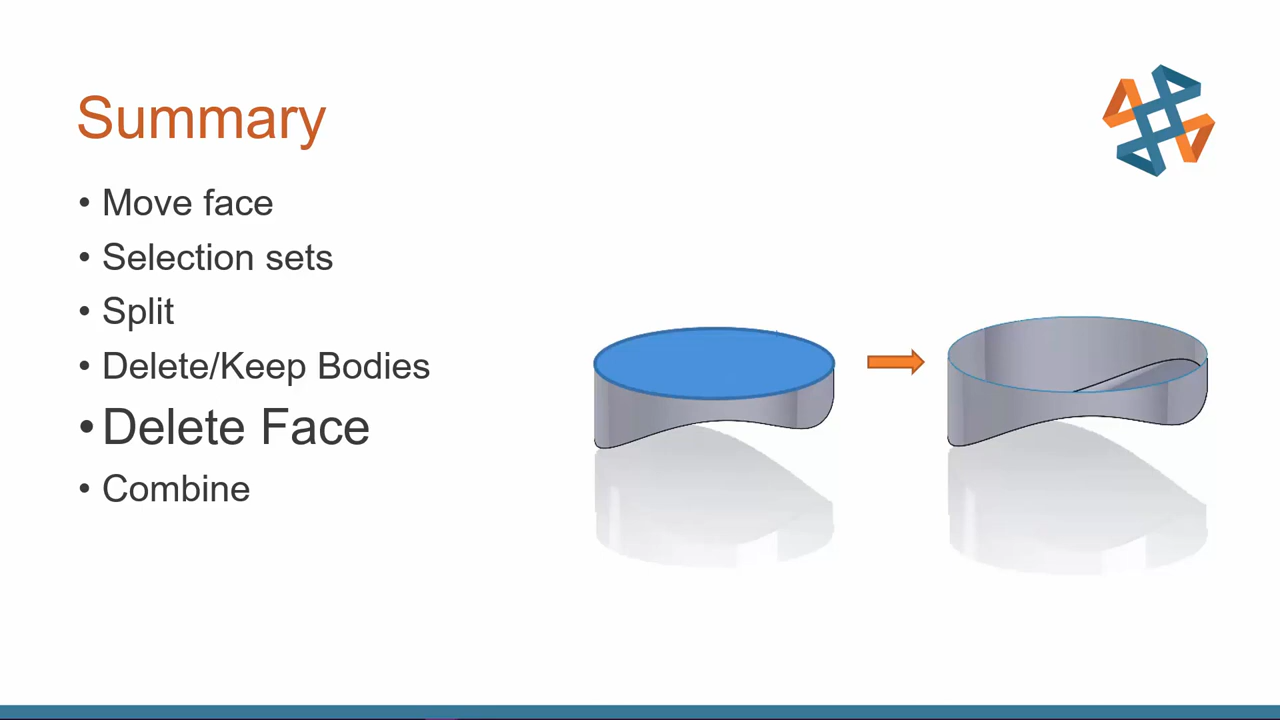 Summary
• Move face
• Selection sets
• Split
• Delete/Keep Bodies
• Delete Face
• Combine